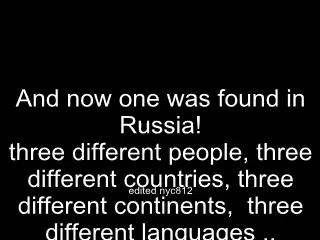 And now one was found in
Russia!
three different people, three
different countries, three
edited nyc812
different continents,  three
different languages ..